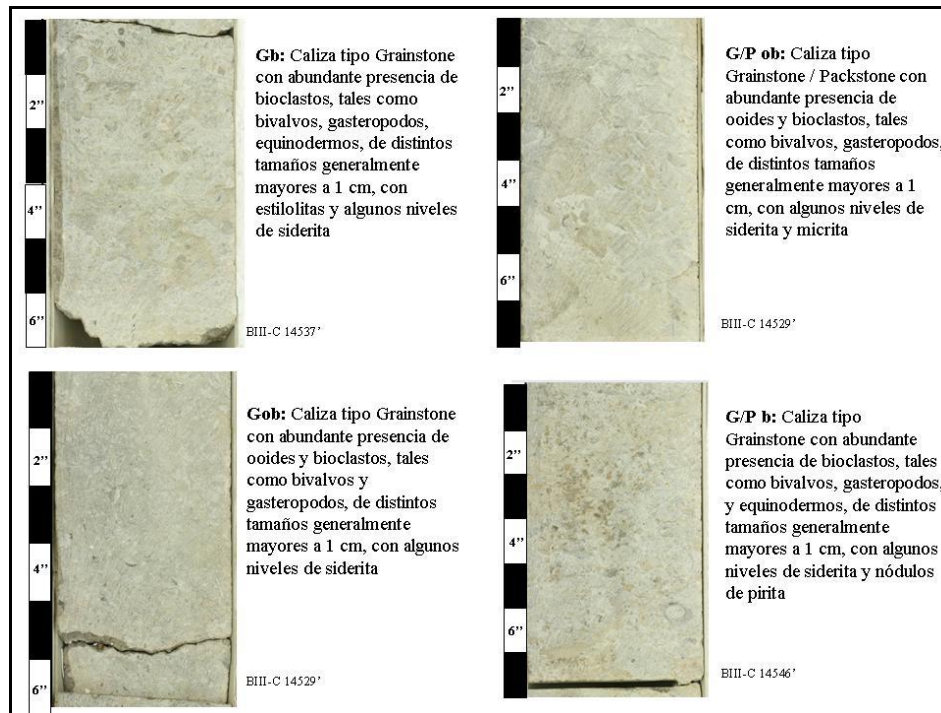 2’’
4’’
6’’
Gb: Caliza tipo Grainstone
con abundante presencia de
bioclastos, tales como
bivalvos, gasteropodos,
equinodermos, de distintos
tamaños generalmente
mayores a 1 cm, con
estilolitas y algunos niveles
de siderita
BIII-C 14537’
2’’
4’’
6’’
G/P ob: Caliza tipo
Grainstone / Packstone con
abundante presencia de
ooides y bioclastos, tales
como bivalvos, gasteropodos,
de distintos tamaños
generalmente mayores a 1
cm, con algunos niveles de
siderita y micrita
BIII-C 14529’
2’’
4’’
6’’
Gob: Caliza tipo Grainstone
con abundante presencia de
ooides y bioclastos, tales
como bivalvos y
gasteropodos, de distintos
tamaños generalmente
mayores a 1 cm, con algunos
niveles de siderita
BIII-C 14529’
2’’
4’’
6’’
G/P b: Caliza tipo
Grainstone con abundante
presencia de bioclastos, tales
como bivalvos, gasteropodos,
y equinodermos, de distintos
tamaños generalmente
mayores a 1 cm, con algunos
niveles de siderita y nódulos
de pirita
BIII-C 14546’